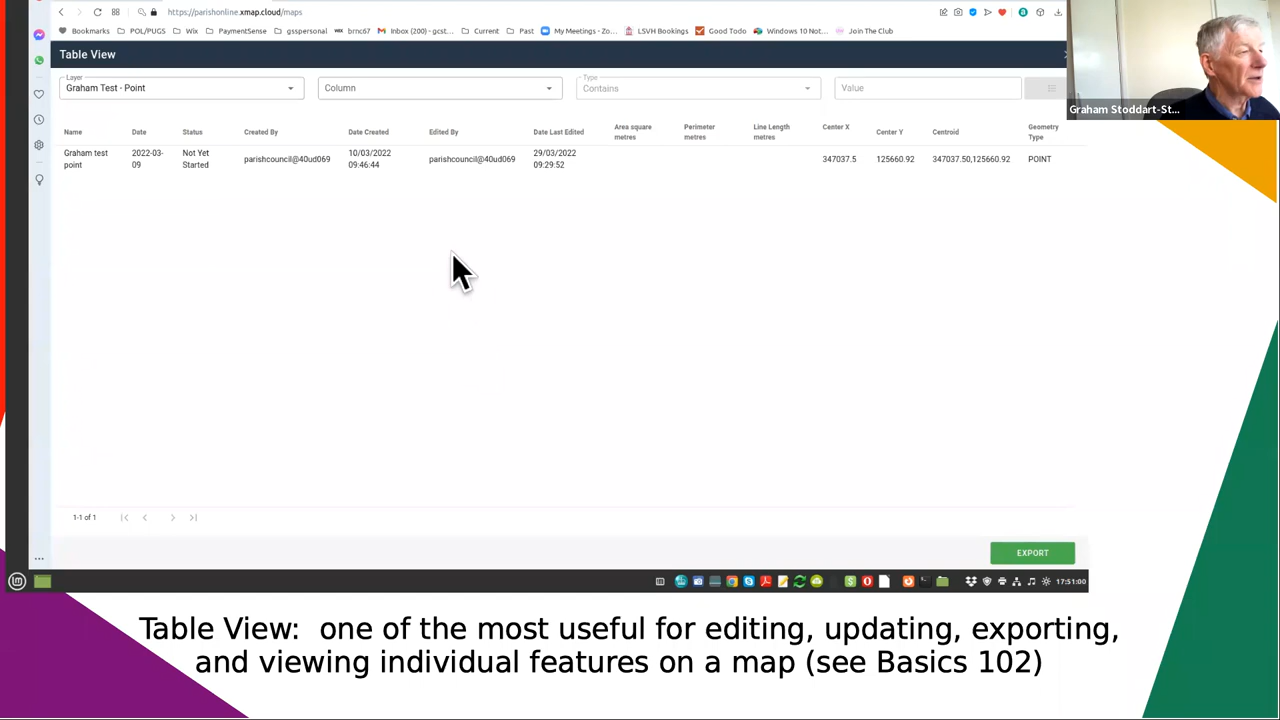 https://parishonline.xmap.cloud/maps
Bookmarks POL/PUGS Wix PaymentSense gsspersonal brnc67 Inbox (200) - gcst... Current Past My Meetings - Zo... LSVH Bookings Good Todo Windows 10 Not... Join The Club
Table View
Layer
Graham Test - Point
Column
Type
Contains
Value
Name Date Status Created By Date Created Edited By Date Last Edited Area square metres Perimeter metres Line Length metres Center X Center Y Centroid Geometry Type
Graham test point 2022-03-09 Not Yet Started parishcouncil@40ud069 10/03/2022 09:46:44 parishcouncil@40ud069 29/03/2022 09:29:52 347037.5 125660.92 347037.50,125660.92 POINT
1-1 of 1
EXPORT
17:51:00
Graham Stoddart-St...
Table View: one of the most useful for editing, updating, exporting,
and viewing individual features on a map (see Basics 102)